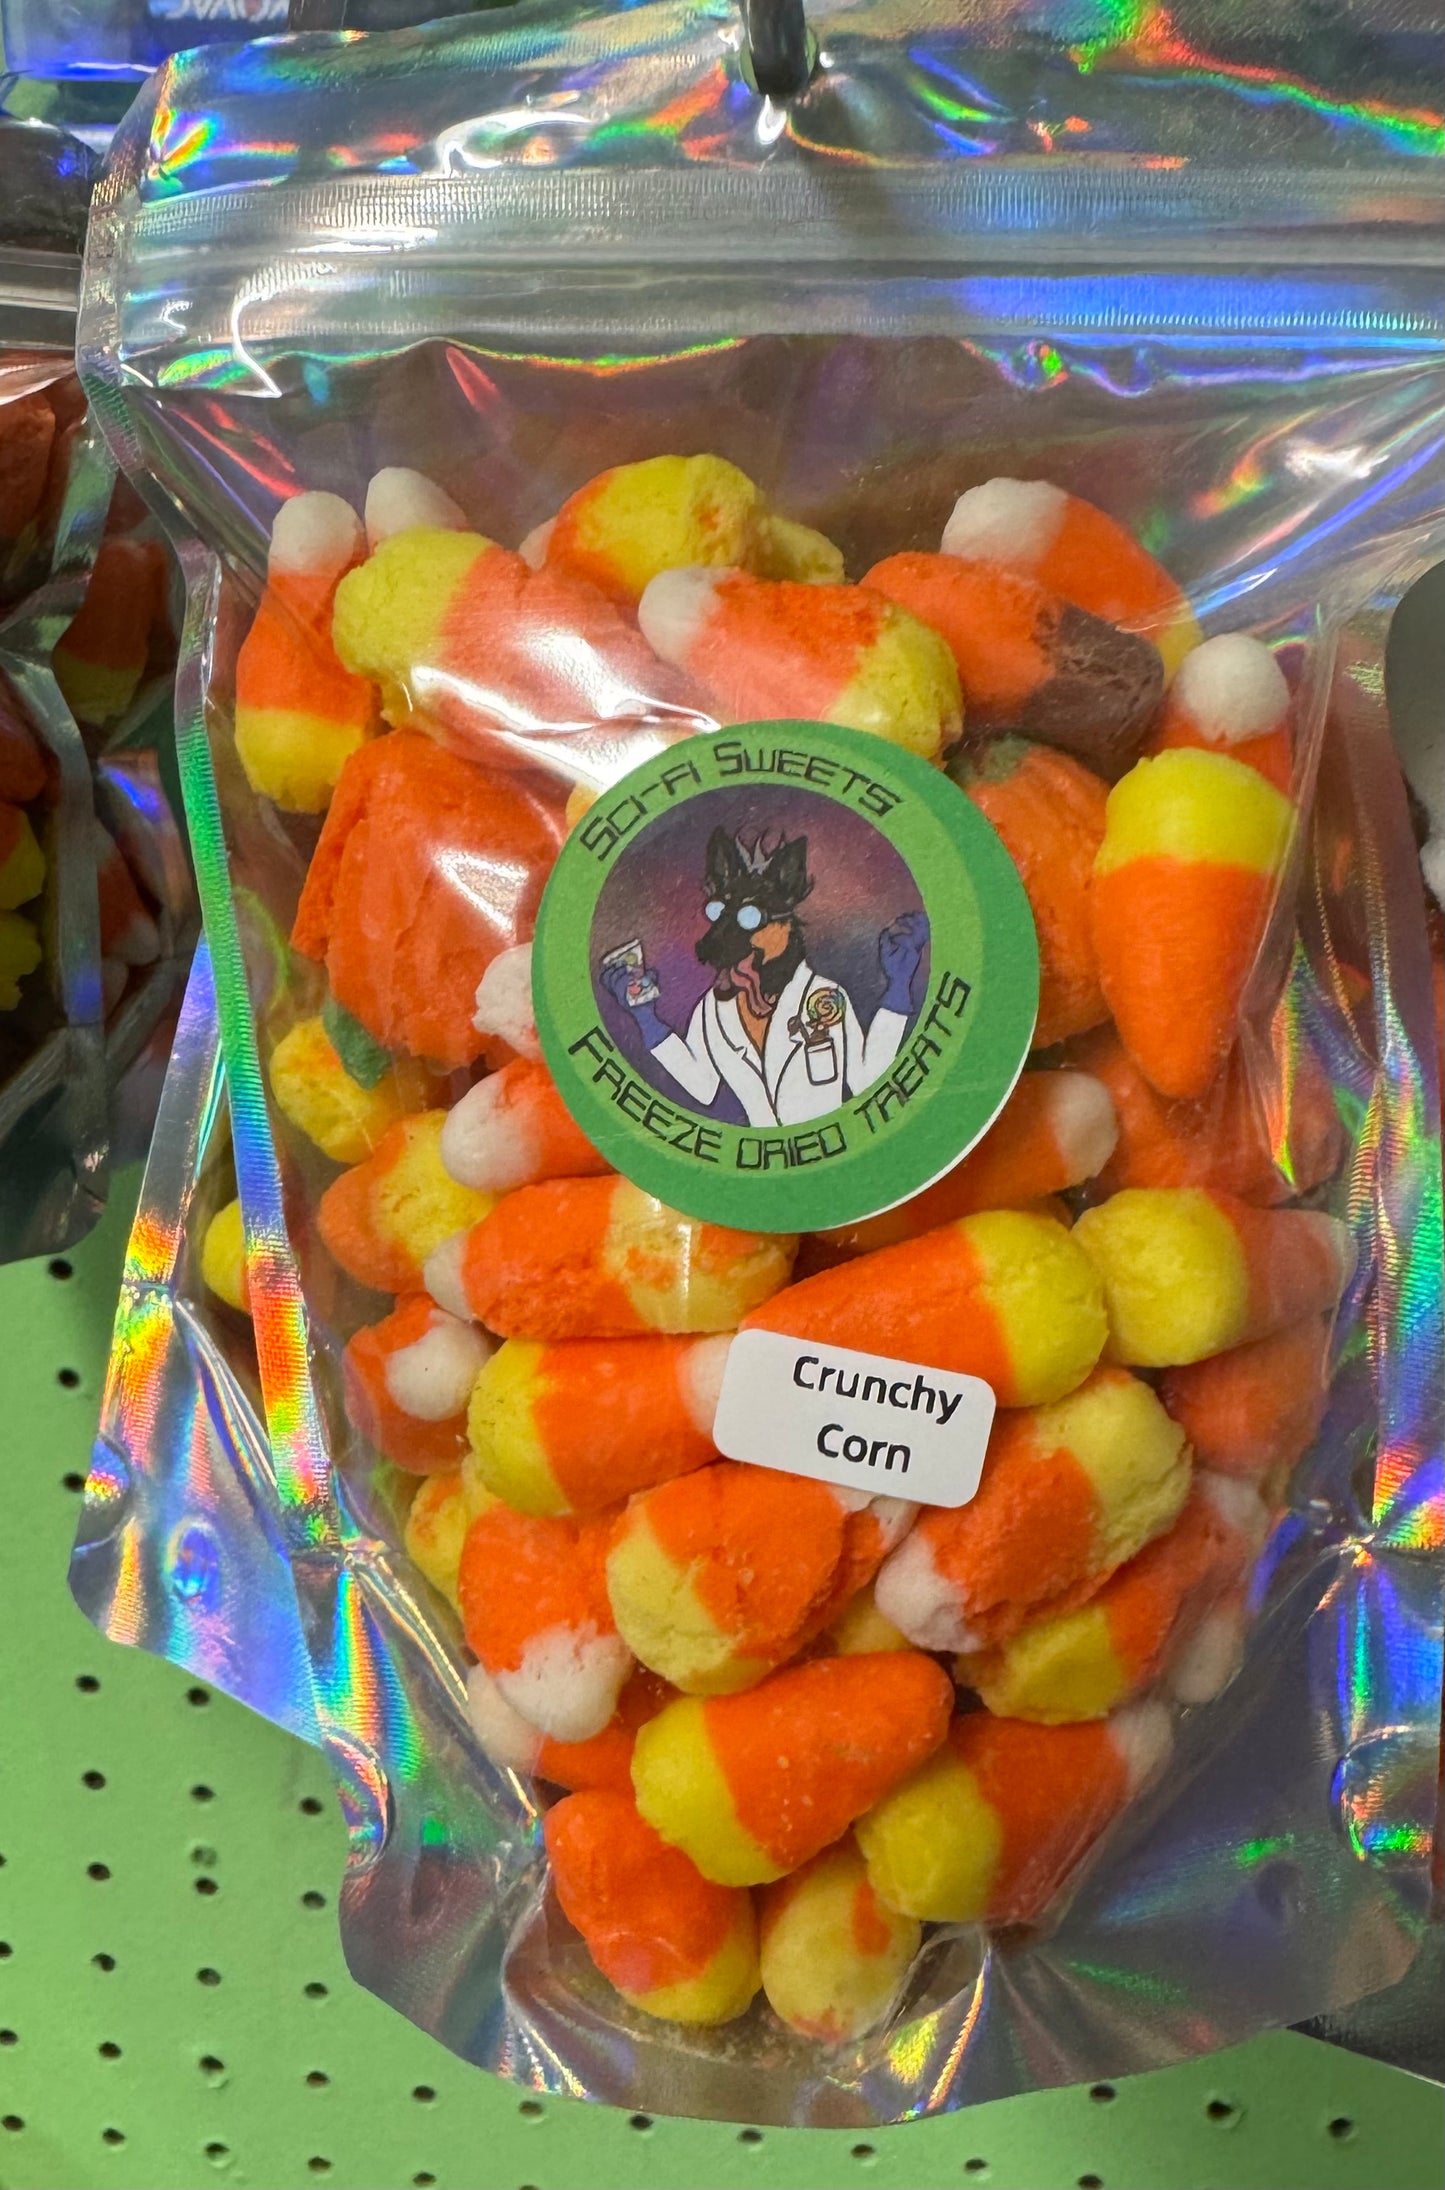 Sci-Fi Sweets
Freeze Dried Treats
Crunchy
Corn